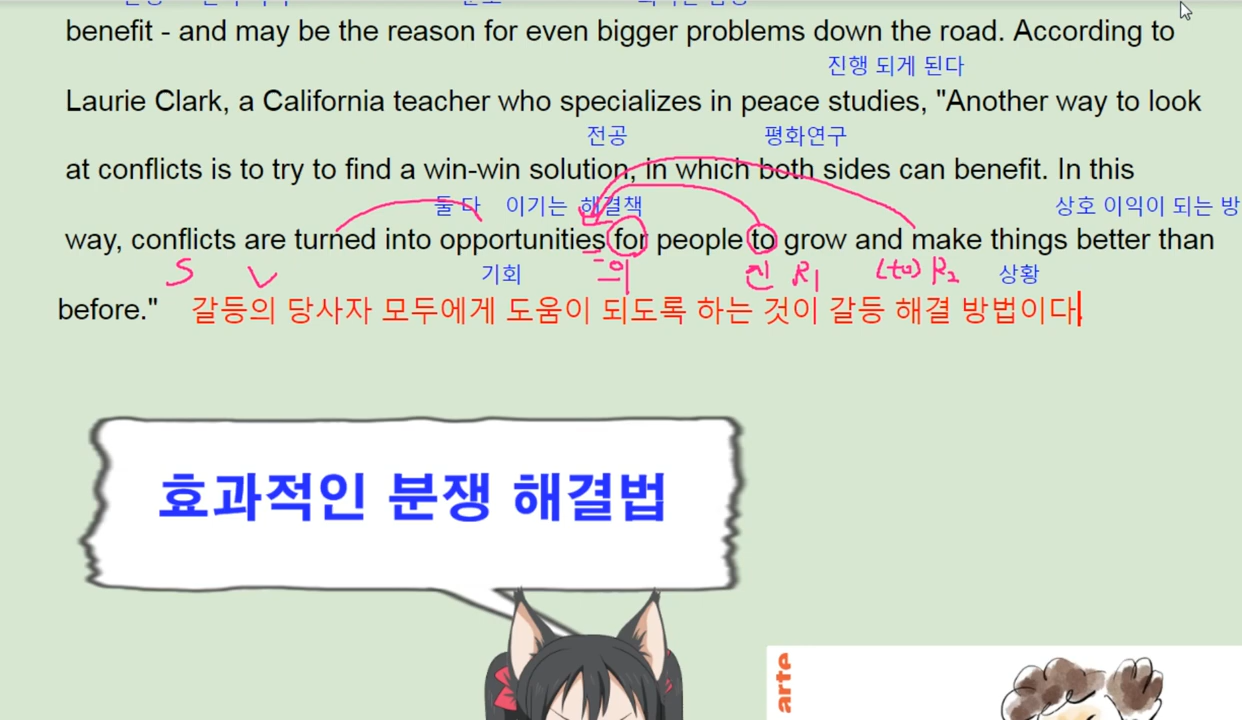 benefit - and may be the reason for even bigger problems down the road. According to
진행 되게 된다
Laurie Clark, a California teacher who specializes in peace studies, "Another way to look
전공 평화연구
at conflicts is to try to find a win-win solution, in which both sides can benefit. In this
둘 다 이기는 해결책 상호 이익이 되는 방
way, conflicts are turned into opportunities for people to grow and make things better than
S V 기회 의 진 R1 (to) R2 상황
before." 갈등의 당사자 모두에게 도움이 되도록 하는 것이 갈등 해결 방법이다
효과적인 분쟁 해결법
arte